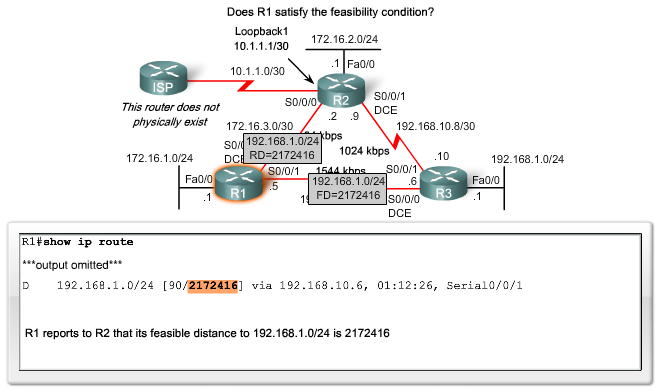 Does R1 satisfy the feasibility condition?
Loopback1
10.1.1.1/30
172.16.2.0/24
.1
Fa0/0
10.1.1.0/30
ISP
R2
This router does not
physically exist
S0/0/0
S0/0/1
DCE
.2
.9
172.16.3.0/30
kbps
192.168.10.8/30
192.168.1.0/24
RD=2172416
1024 kbps
S0/0
DCE
172.16.1.0/24
.10
192.168.1.0/24
1544 kbps
S0/0/1
S0/0/1
192.168.1.0/24
FD=2172416
Fa0/0
R1
.5
.6
R3
Fa0/0
.1
19
S0/0/0
DCE
.1
R1#show ip route
***output omitted***
D 192.168.1.0/24 [90/2172416] via 192.168.10.6, 01:12:26, Serial0/0/1
R1 reports to R2 that its feasible distance to 192.168.1.0/24 is 2172416